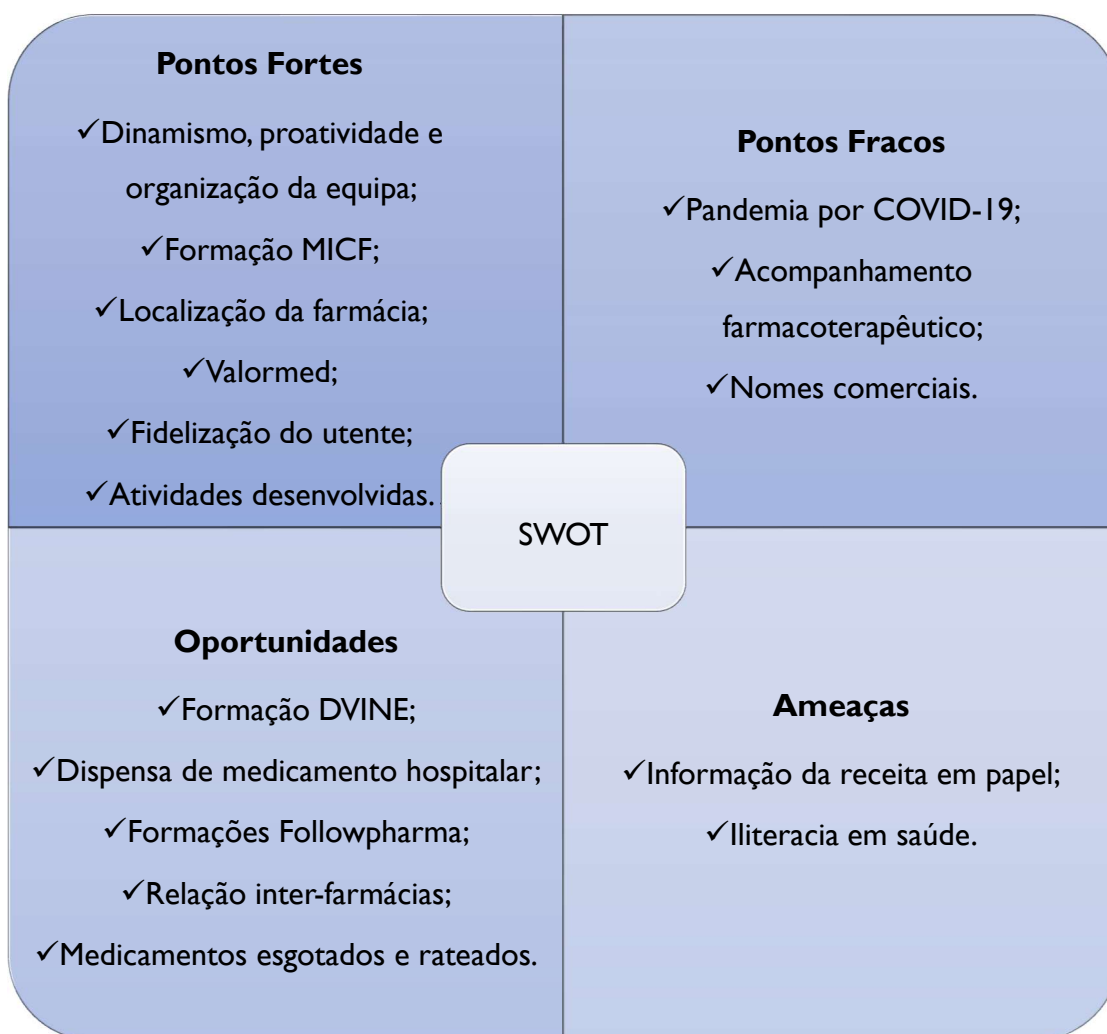 Pontos Fortes
✓Dinamismo, proatividade e
organização da equipa;
✓Formação MICF;
✓Localização da farmácia;
✓Valormed;
✓Fidelização do utente;
✓Atividades desenvolvidas.
Pontos Fracos
✓Pandemia por COVID-19;
✓Acompanhamento
farmacoterapêutico;
✓Nomes comerciais.
SWOT
Oportunidades
✓Formação DVINE;
✓Dispensa de medicamento hospitalar;
✓Formações Followpharma;
✓Relação inter-farmácias;
✓Medicamentos esgotados e rateados.
Ameaças
✓Informação da receita em papel;
✓Iliteracia em saúde.